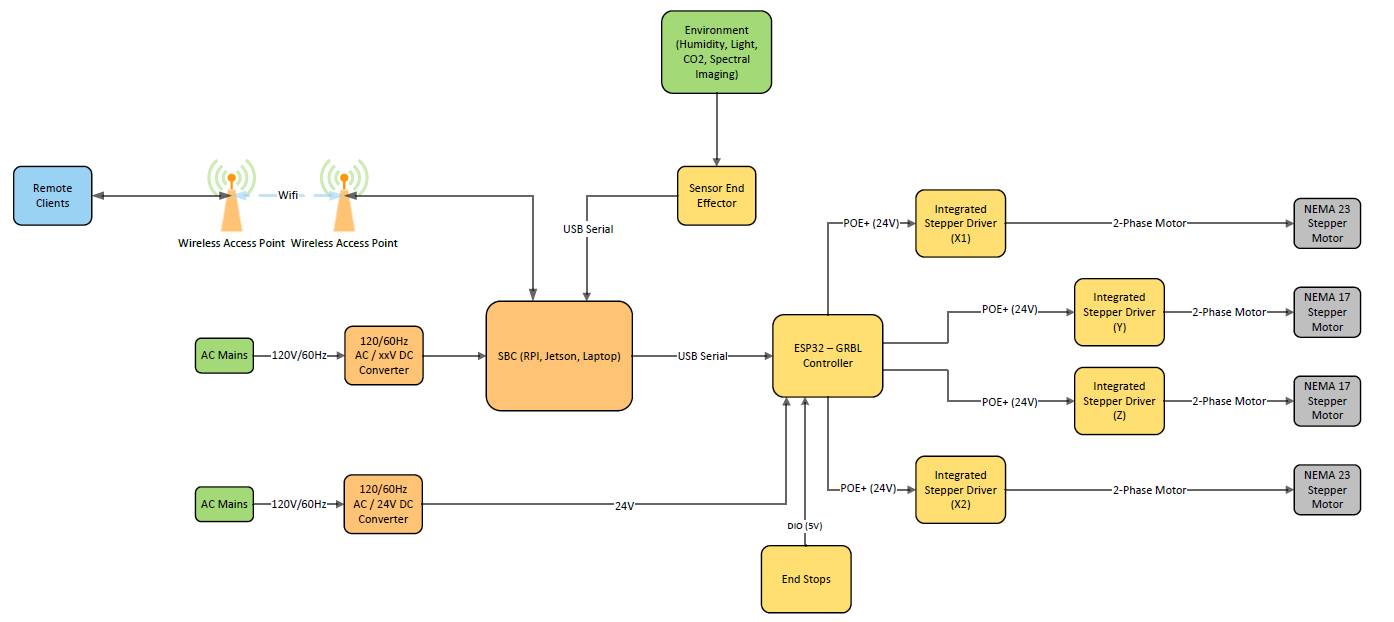 Environment
(Humidity, Light,
CO2, Spectral
Imaging)
Remote
Clients
Wifi
Wireless Access Point
Wireless Access Point
Sensor End
Effector
USB Serial
POE+ (24V)
Integrated
Stepper Driver
(X1)
2-Phase Motor
NEMA 23
Stepper
Motor
POE+ (24V)
Integrated
Stepper Driver
(Y)
2-Phase Motor
NEMA 17
Stepper
Motor
AC Mains
120V/60Hz
120/60Hz
AC / xxV DC
Converter
SBC (RPI, Jetson, Laptop)
USB Serial
ESP32 – GRBL
Controller
POE+ (24V)
Integrated
Stepper Driver
(Z)
2-Phase Motor
NEMA 17
Stepper
Motor
AC Mains
120V/60Hz
120/60Hz
AC / 24V DC
Converter
24V
POE+ (24V)
Integrated
Stepper Driver
(X2)
2-Phase Motor
NEMA 23
Stepper
Motor
DIO (5V)
End Stops